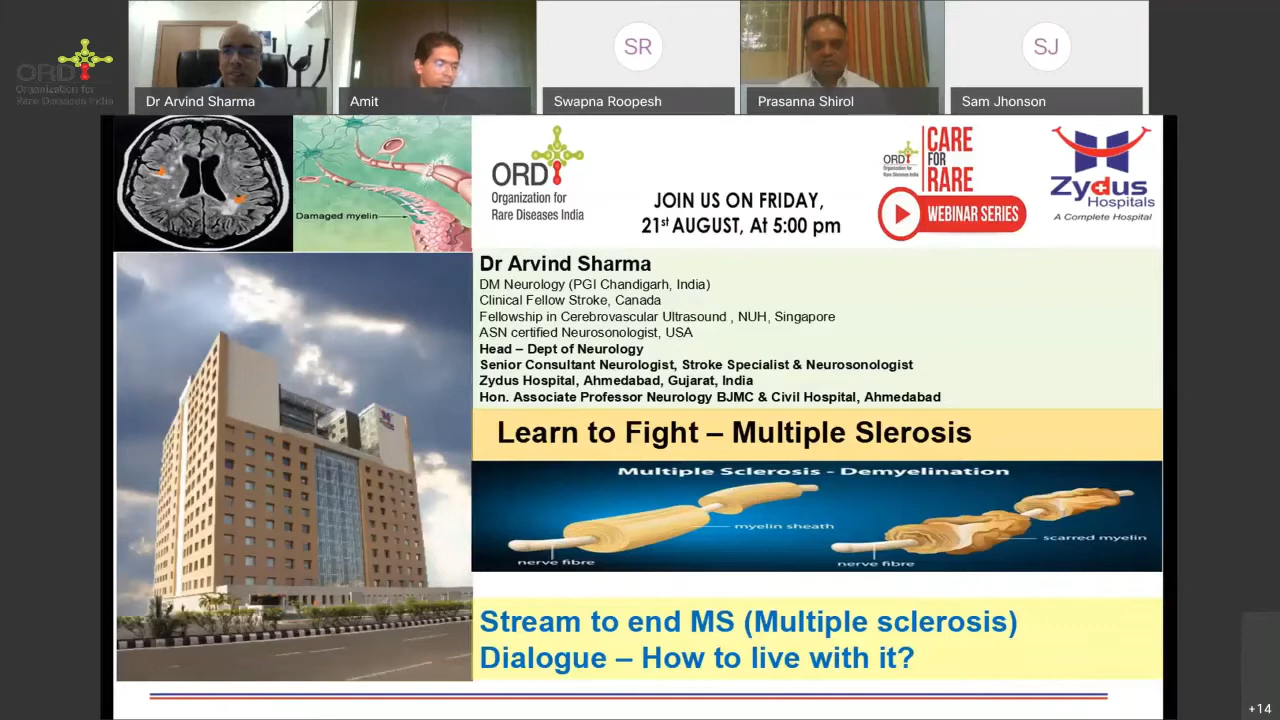 ORDI
Organization for
Rare Diseases India
SR
SJ
Dr Arvind Sharma
Amit
Swapna Roopesh
Prasanna Shirol
Sam Jhonson
Damaged myelin
ORDI
Organization for
Rare Diseases India
JOIN US ON FRIDAY,
21st AUGUST, At 5:00 pm
ORDI
CARE
FOR
RARE
WEBINAR SERIES
Zydus
Hospitals
A Complete Hospital
Dr Arvind Sharma
DM Neurology (PGI Chandigarh, India)
Clinical Fellow Stroke, Canada
Fellowship in Cerebrovascular Ultrasound , NUH, Singapore
ASN certified Neurosonologist, USA
Head – Dept of Neurology
Senior Consultant Neurologist, Stroke Specialist & Neurosonologist
Zydus Hospital, Ahmedabad, Gujarat, India
Hon. Associate Professor Neurology BJMC & Civil Hospital, Ahmedabad
Learn to Fight – Multiple Slerosis
Multiple Sclerosis - Demyelination
myelin sheath
nerve fibre
scarred myelin
nerve fibre
Stream to end MS (Multiple sclerosis)
Dialogue – How to live with it?
+14